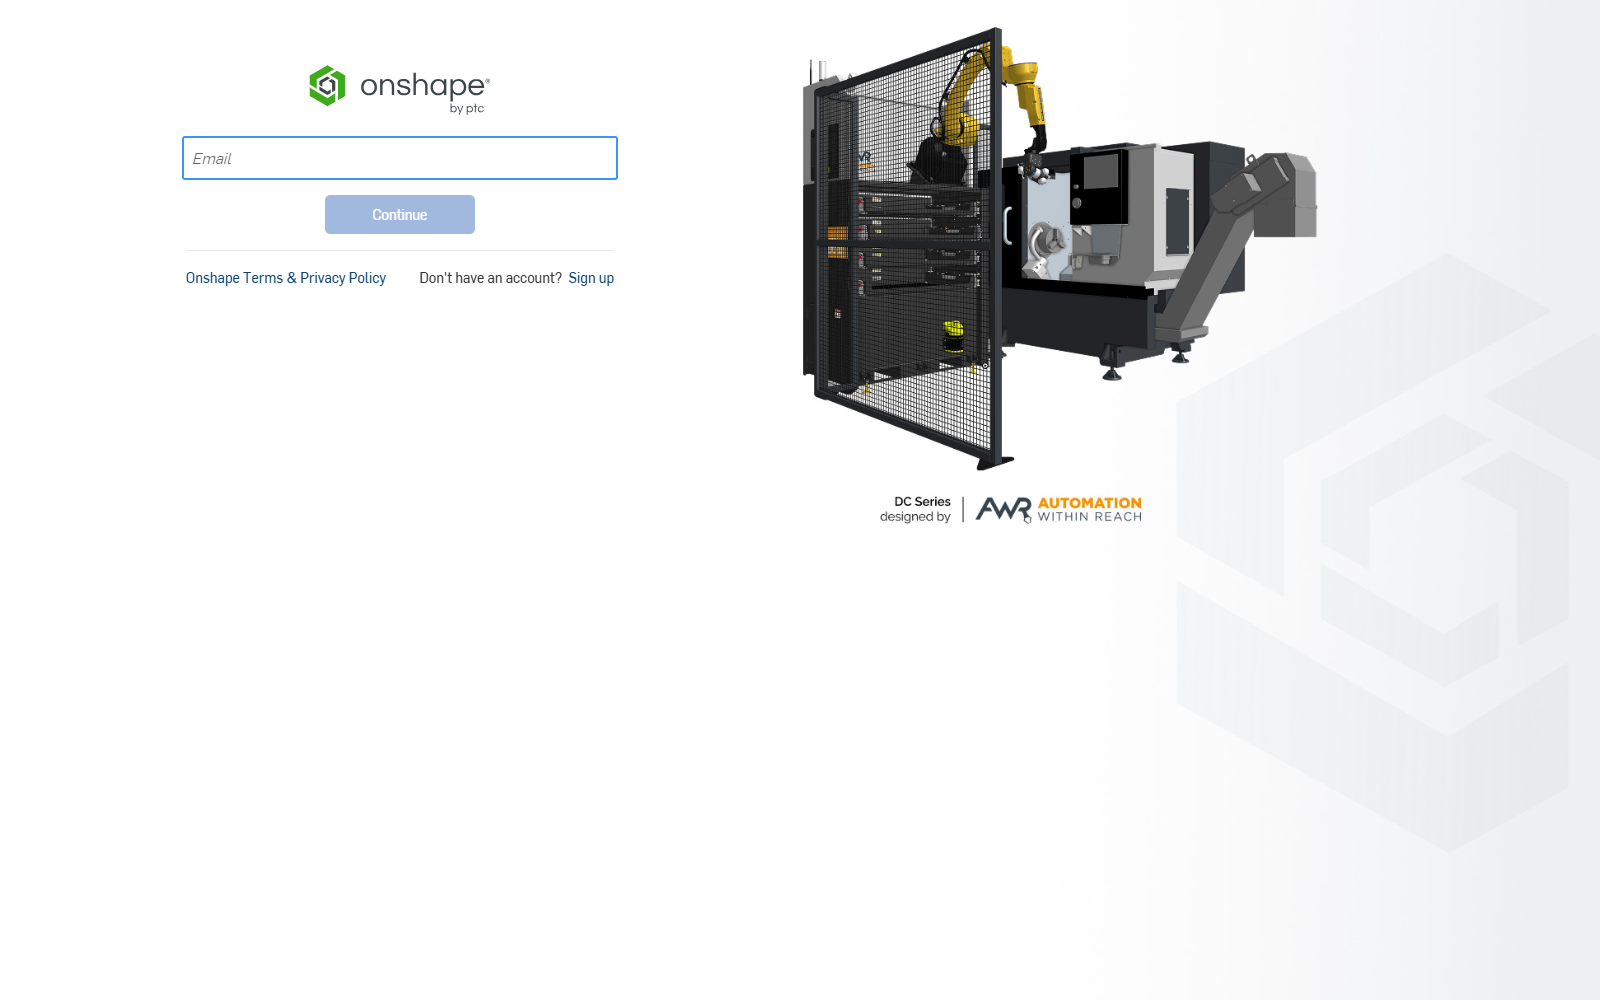 onshape®
by ptc
Email
Continue
Onshape Terms & Privacy Policy
Don't have an account? Sign up
DC Series
designed by
AWR AUTOMATION
WITHIN REACH